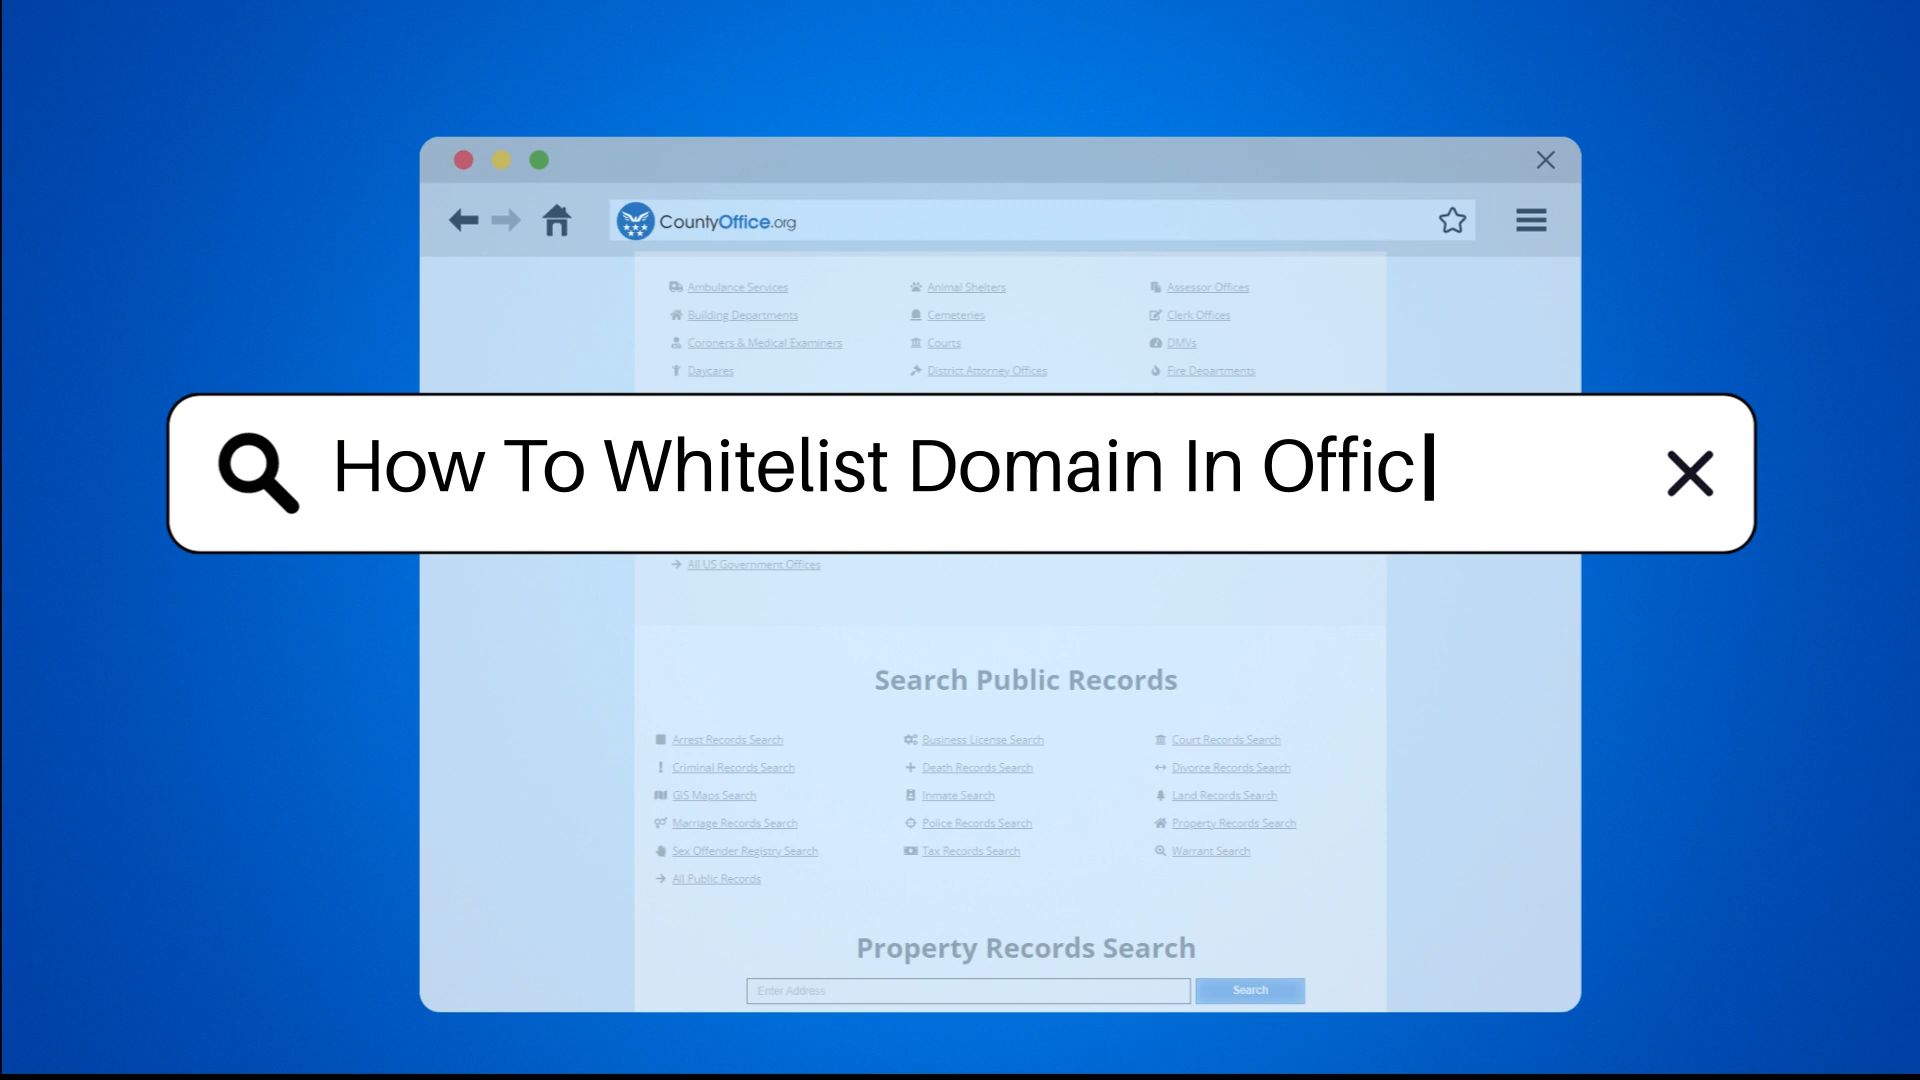 CountyOffice.org
Ambulance Services Animal Shelters Assessor Offices
Building Departments Cemeteries Clerk Offices
Coroners & Medical Examiners Courts DMVs
Daycares District Attorney Offices Fire Departments
How To Whitelist Domain In Offic
All US Government Offices
Search Public Records
Arrest Records Search Business License Search Court Records Search
Criminal Records Search Death Records Search Divorce Records Search
GIS Maps Search Inmate Search Land Records Search
Marriage Records Search Police Records Search Property Records Search
Sex Offender Registry Search Tax Records Search Warrant Search
All Public Records
Property Records Search
Enter Address Search